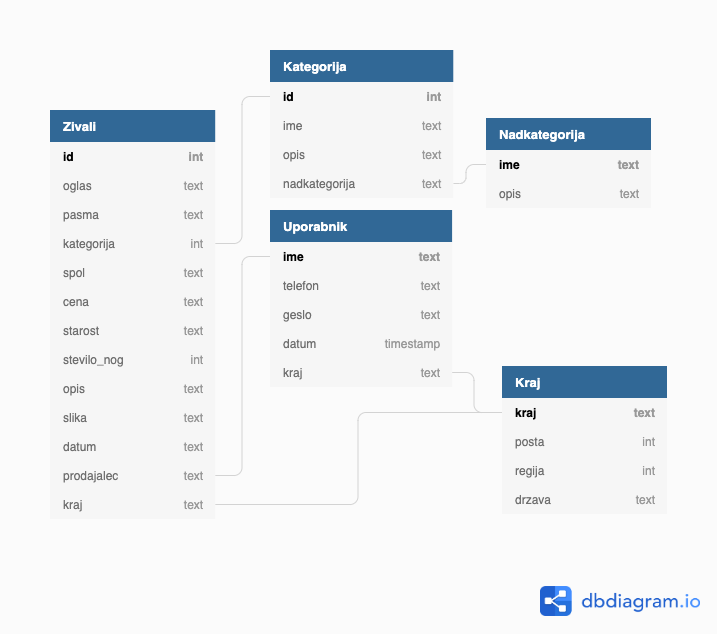 Zivali
id int
oglas text
pasma text
kategorija int
spol text
cena text
starost text
stevilo_nog int
opis text
slika text
datum text
prodajalec text
kraj text
Kategorija
id int
ime text
opis text
nadkategorija text
Uporabnik
ime text
telefon text
geslo text
datum timestamp
kraj text
Nadkategorija
ime text
opis text
Kraj
kraj text
posta int
regija int
drzava text
dbdiagram.io